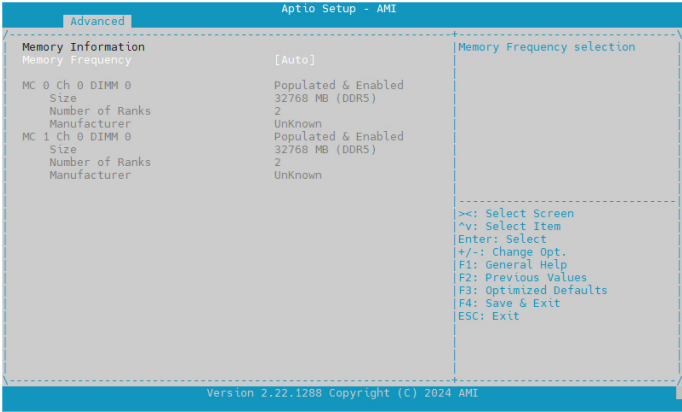 Aptio Setup - AMI
Advanced
Memory Information
Memory Frequency [Auto]
MC 0 Ch 0 DIMM 0 Populated & Enabled
Size 32768 MB (DDR5)
Number of Ranks 2
Manufacturer UnKnown
MC 1 Ch 0 DIMM 0 Populated & Enabled
Size 32768 MB (DDR5)
Number of Ranks 2
Manufacturer UnKnown
Memory Frequency selection
><: Select Screen
^v: Select Item
Enter: Select
+/-: Change Opt.
F1: General Help
F2: Previous Values
F3: Optimized Defaults
F4: Save & Exit
ESC: Exit
Version 2.22.1288 Copyright (C) 2024 AMI